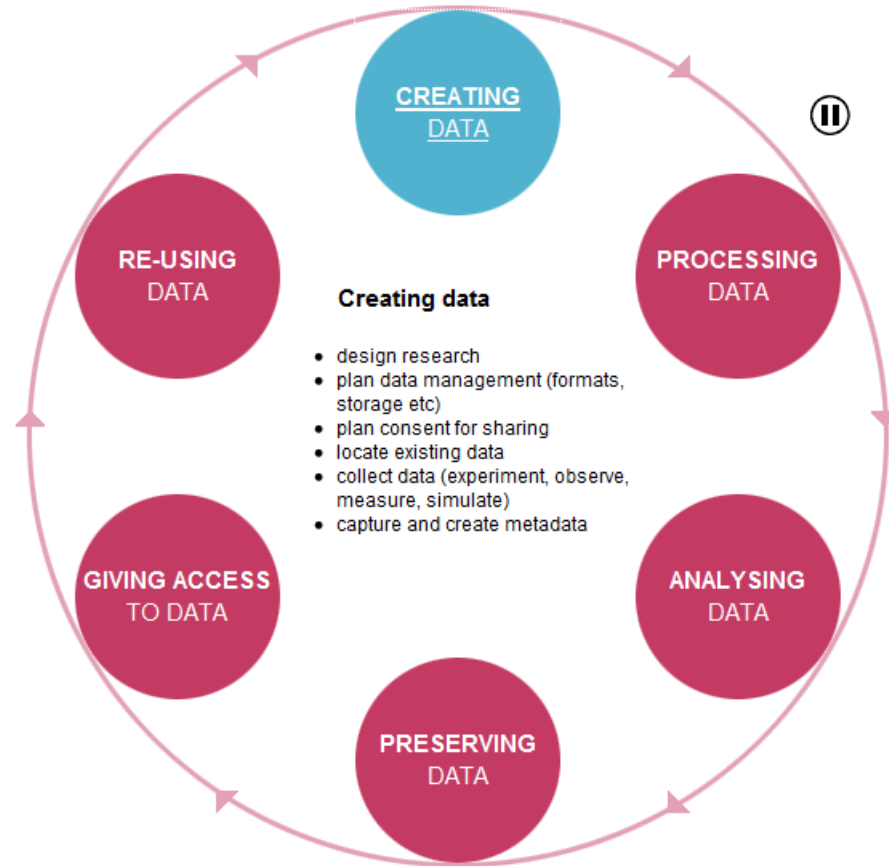 CREATING
DATA
PROCESSING
DATA
RE-USING
DATA
Creating data
• design research
• plan data management (formats,
storage etc)
• plan consent for sharing
• locate existing data
• collect data (experiment, observe,
measure, simulate)
• capture and create metadata
ANALYSING
DATA
GIVING ACCESS
TO DATA
PRESERVING
DATA